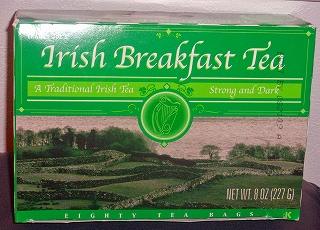 Irish Breakfast Tea
A Traditional Irish Tea
Strong and Dark
NET WT. 8 OZ (227 G)
EIGHTY TEA BAGS
K